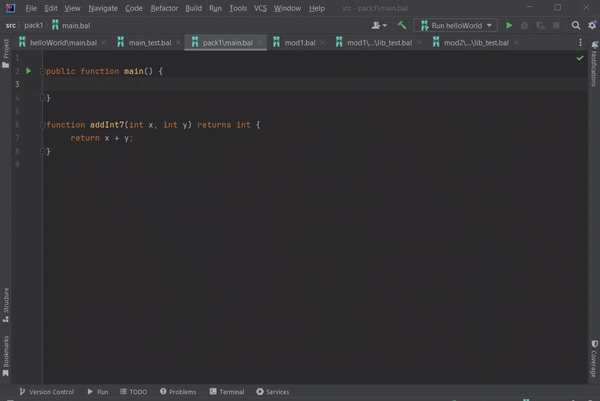 File Edit View Navigate Code Refactor Build Run Tools VCS Window Help src - pack1\main.bal
src pack1 main.bal Run helloWorld
helloWorld\main.bal main_test.bal pack1\main.bal mod1.bal mod1\...\lib_test.bal mod2\...\lib_test.bal
Project
Notifications
1
2 public function main() {
3
4 }
5
6 function addInt7(int x, int y) returns int {
7 return x + y;
8 }
9
Structure
Bookmarks
Coverage
Version Control Run TODO Problems Terminal Services